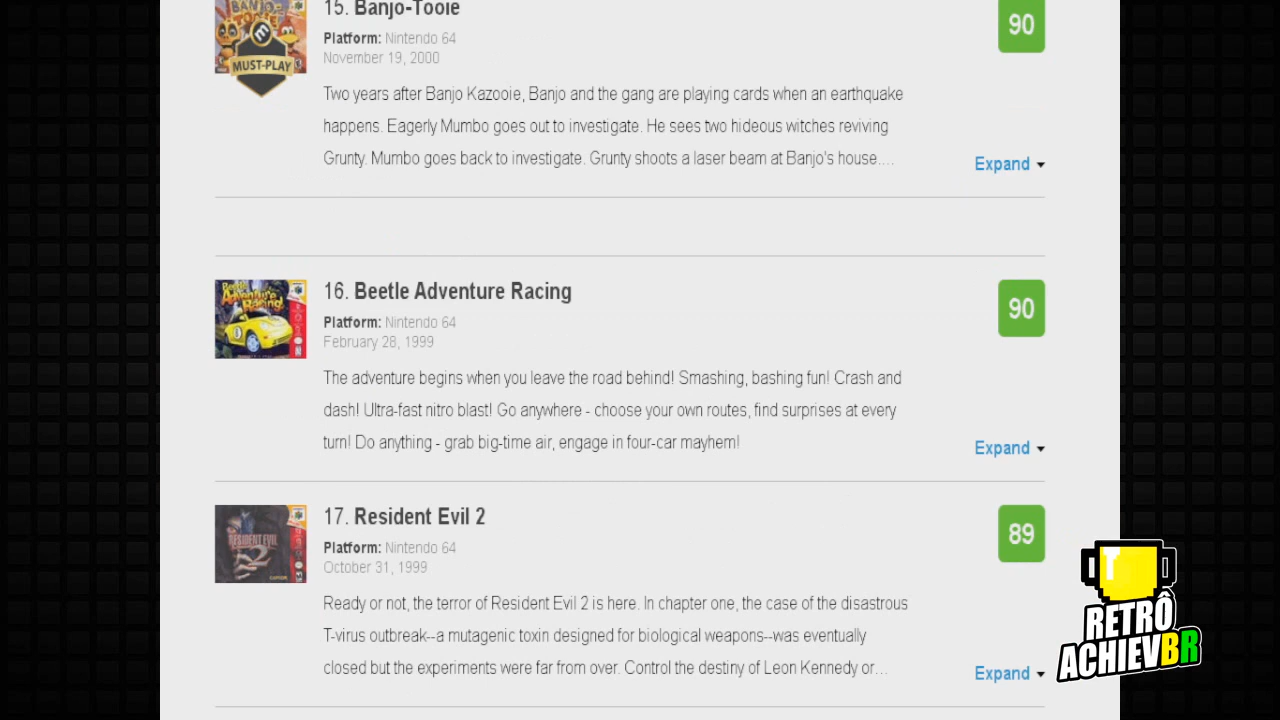 15. Banjo-Tooie
Platform: Nintendo 64
November 19, 2000
90
MUST-PLAY
Two years after Banjo Kazooie, Banjo and the gang are playing cards when an earthquake
happens. Eagerly Mumbo goes out to investigate. He sees two hideous witches reviving
Grunty. Mumbo goes back to investigate. Grunty shoots a laser beam at Banjo's house....
Expand
16. Beetle Adventure Racing
Platform: Nintendo 64
February 28, 1999
90
Beetle
Adventure
Racing!
The adventure begins when you leave the road behind! Smashing, bashing fun! Crash and
dash! Ultra-fast nitro blast! Go anywhere - choose your own routes, find surprises at every
turn! Do anything - grab big-time air, engage in four-car mayhem!
Expand
17. Resident Evil 2
Platform: Nintendo 64
October 31, 1999
89
RESIDENT EVIL
2
Ready or not, the terror of Resident Evil 2 is here. In chapter one, the case of the disastrous
T-virus outbreak--a mutagenic toxin designed for biological weapons--was eventually
closed but the experiments were far from over. Control the destiny of Leon Kennedy or...
Expand
RETRÔ
ACHIEVBR